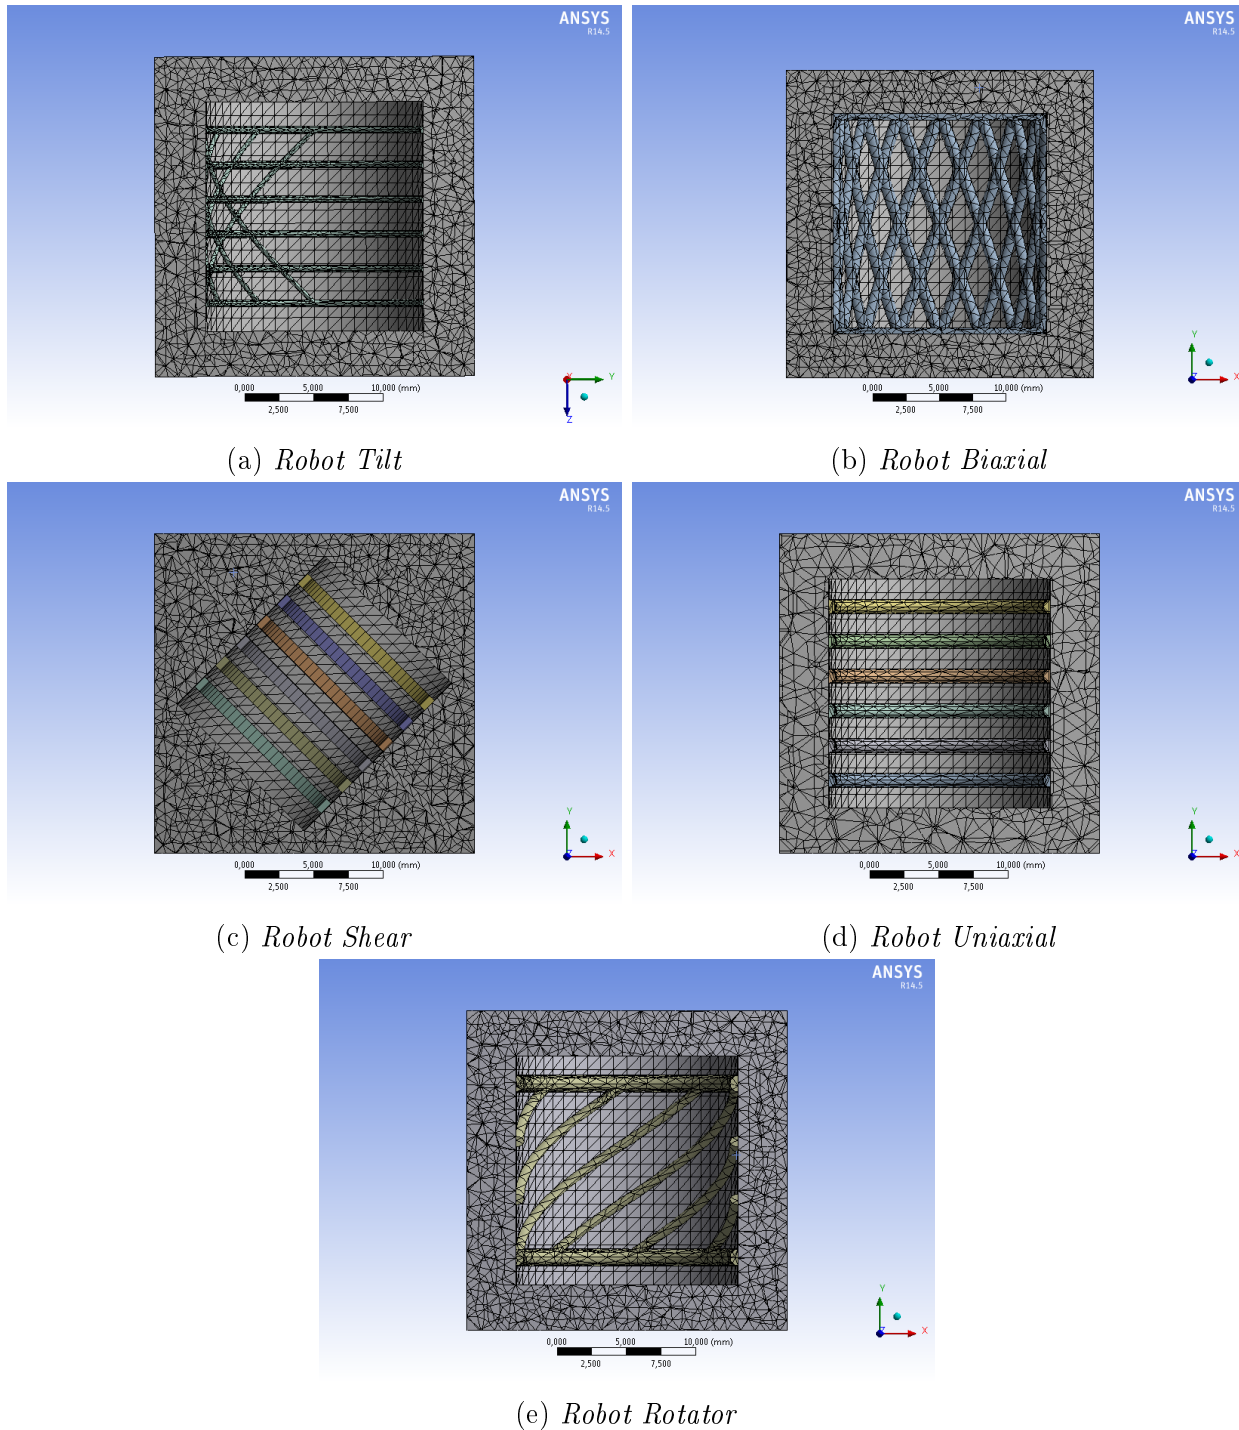 ANSYS
R14.5
0,000 5,000 10,000 (mm)
2,500 7,500
X Y Z
(a) Robot Tilt
ANSYS
R14.5
0,000 5,000 10,000 (mm)
2,500 7,500
Y
Z X
(b) Robot Biaxial
ANSYS
R14.5
0,000 5,000 10,000 (mm)
2,500 7,500
Y
Z X
(c) Robot Shear
ANSYS
R14.5
0,000 5,000 10,000 (mm)
2,500 7,500
Y
Z X
(d) Robot Uniaxial
ANSYS
R14.5
0,000 5,000 10,000 (mm)
2,500 7,500
Y
Z X
(e) Robot Rotator